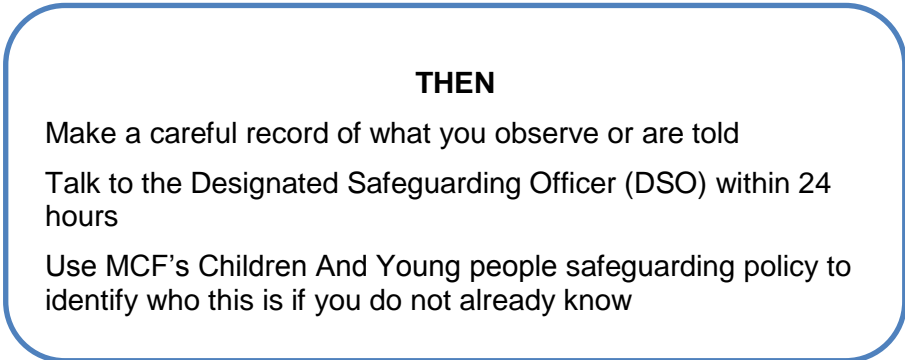 THEN
Make a careful record of what you observe or are told
Talk to the Designated Safeguarding Officer (DSO) within 24
hours
Use MCF’s Children And Young people safeguarding policy to
identify who this is if you do not already know